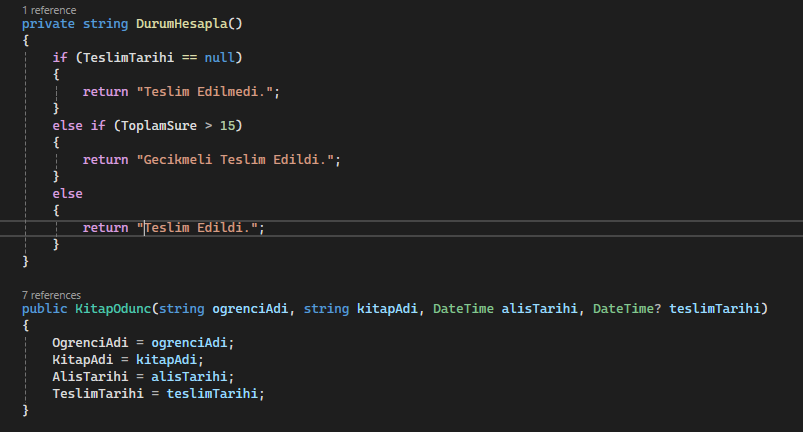 1 reference
private string DurumHesapla()
{
if (TeslimTarihi == null)
{
return "Teslim Edilmedi.";
}
else if (ToplamSure > 15)
{
return "Gecikmeli Teslim Edildi.";
}
else
{
return "Teslim Edildi.";
}
}
7 references
public KitapOdunc(string ogrenciAdi, string kitapAdi, DateTime alisTarihi, DateTime? teslimTarihi)
{
OgrenciAdi = ogrenciAdi;
KitapAdi = kitapAdi;
AlisTarihi = alisTarihi;
TeslimTarihi = teslimTarihi;
}